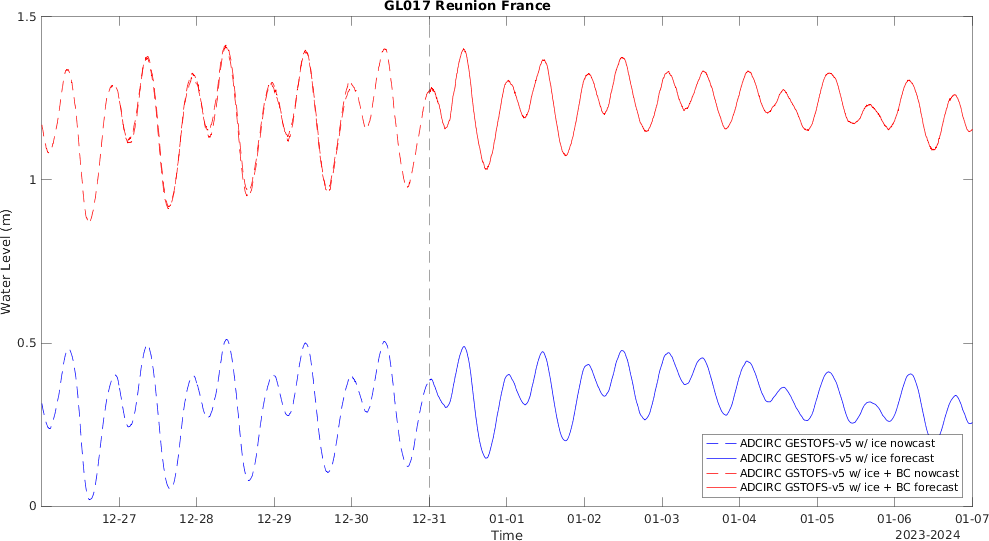 GL017 Reunion France
1.5
1
0.5
0
Water Level (m)
12-27 12-28 12-29 12-30 12-31 01-01 01-02 01-03 01-04 01-05 01-06 01-07
Time
2023-2024
ADCIRC GESTOFS-v5 w/ ice nowcast
ADCIRC GESTOFS-v5 w/ ice forecast
ADCIRC GSTOFS-v5 w/ ice + BC nowcast
ADCIRC GSTOFS-v5 w/ ice + BC forecast